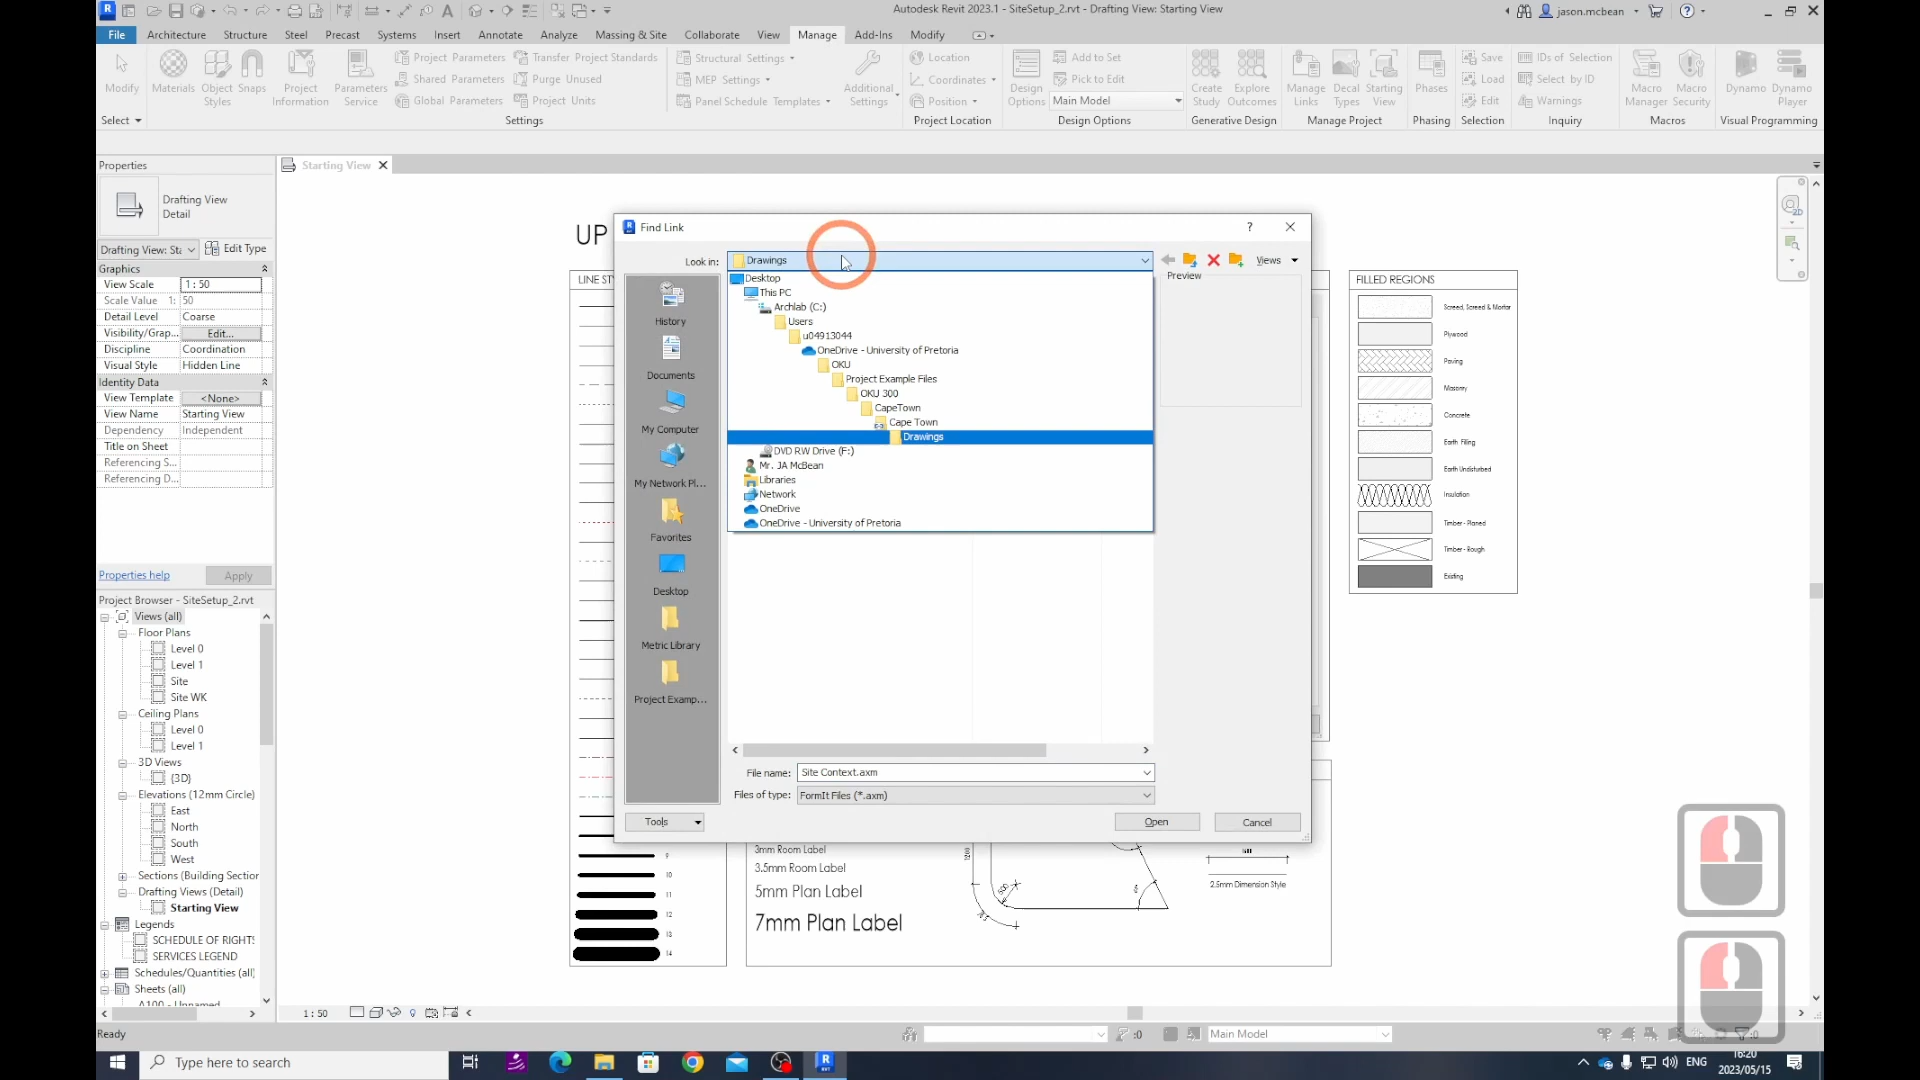 Autodesk Revit 2023.1 - SiteSetup_2.rvt - Drafting View: Starting View
jason.mcbean
File Architecture Structure Steel Precast Systems Insert Annotate Analyze Massing & Site Collaborate View Manage Add-Ins Modify
Modify
Materials
Object Styles
Snaps
Project Information
Parameters Service
Project Parameters
Shared Parameters
Global Parameters
Transfer Project Standards
Purge Unused
Project Units
Structural Settings
MEP Settings
Panel Schedule Templates
Additional Settings
Location
Coordinates
Position
Design Options
Add to Set
Pick to Edit
Main Model
Create Study
Explore Outcomes
Manage Links
Decal Types
Starting View
Phases
Save
Load
Edit
IDs of Selection
Select by ID
Warnings
Macro Manager
Macro Security
Dynamo
Dynamo Player
Select
Settings
Project Location
Design Options
Generative Design
Manage Project
Phasing
Selection
Inquiry
Macros
Visual Programming
Properties
Starting View
Drafting View
Detail
Drafting View: Sta
Edit Type
Graphics
View Scale 1 : 50
Scale Value 1: 50
Detail Level Coarse
Visibility/Grap... Edit...
Discipline Coordination
Visual Style Hidden Line
Identity Data
View Template <None>
View Name Starting View
Dependency Independent
Title on Sheet
Referencing S...
Referencing D...
Properties help
Apply
Project Browser - SiteSetup_2.rvt
Views (all)
Floor Plans
Level 0
Level 1
Site
Site WK
Ceiling Plans
Level 0
Level 1
3D Views
{3D}
Elevations (12mm Circle)
East
North
South
West
Sections (Building Section
Drafting Views (Detail)
Starting View
Legends
SCHEDULE OF RIGHTS
SERVICES LEGEND
Schedules/Quantities (all)
Sheets (all)
A100 - Unnamed
UP
LINE ST
Find Link
?
Look in:
Drawings
Views
Preview
Desktop
This PC
Archlab (C:)
Users
u04913044
OneDrive - University of Pretoria
OKU
Project Example Files
OKU 300
CapeTown
Cape Town
Drawings
DVD RW Drive (F:)
Mr. JA McBean
Libraries
Network
OneDrive
OneDrive - University of Pretoria
History
Documents
My Computer
My Network Pl...
Favorites
Desktop
Metric Library
Project Examp...
File name: Site Context.axm
Files of type: FormIt Files (*.axm)
Tools
Open
Cancel
FILLED REGIONS
Screed, Screed & Mortar
Plywood
Paving
Masonry
Concrete
Earth Filling
Earth Undisturbed
Insulation
Timber - Planed
Timber - Rough
Existing
9
10
11
12
13
14
3mm Room Label
3.5mm Room Label
5mm Plan Label
7mm Plan Label
2.5mm Dimension Style
1 : 50
Ready
:0
Main Model
Type here to search
ENG
16:20
2023/05/15